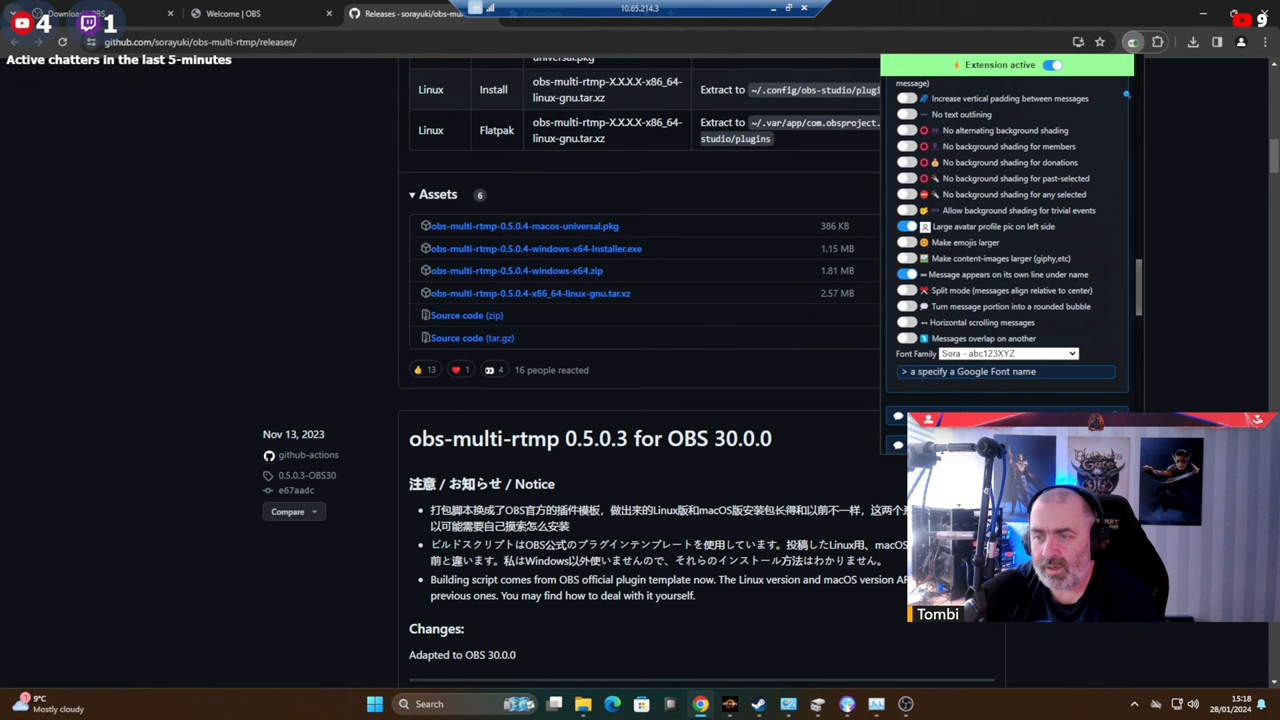 4
1
10.65.214.3
9
Welcome | OBS
Releases · sorayuki/obs-mu
github.com/sorayuki/obs-multi-rtmp/releases/
Active chatters in the last 5-minutes
universal.pkg
Linux Install obs-multi-rtmp-X.X.X.X-x86_64-
linux-gnu.tar.xz
Extract to ~/.config/obs-studio/plugi
Linux Flatpak obs-multi-rtmp-X.X.X.X-x86_64-
linux-gnu.tar.xz
Extract to ~/.var/app/com.obsproject.
studio/plugins
Assets 6
obs-multi-rtmp-0.5.0.4-macos-universal.pkg 386 KB
obs-multi-rtmp-0.5.0.4-windows-x64-Installer.exe 1.15 MB
obs-multi-rtmp-0.5.0.4-windows-x64.zip 1.81 MB
obs-multi-rtmp-0.5.0.4-x86_64-linux-gnu.tar.xz 2.57 MB
Source code (zip)
Source code (tar.gz)
13 1 4 16 people reacted
Nov 13, 2023
github-actions
0.5.0.3-OBS30
e67aadc
Compare
obs-multi-rtmp 0.5.0.3 for OBS 30.0.0
注意 / お知らせ / Notice
打包脚本换成了OBS官方的插件模板，做出来的Linux版和macOS版安装包长得和以前不一样，这两个
以可能需要自己摸索怎么安装
ビルドスクリプトはOBS公式のプラグインテンプレートを使用しています。投稿したLinux用、macO
前と違います。私はWindows以外使いませんので、それらのインストール方法はわかりません。
Building script comes from OBS official plugin template now. The Linux version and macOS version A
previous ones. You may find how to deal with it yourself.
Changes:
Adapted to OBS 30.0.0
Extension active
message)
Increase vertical padding between messages
No text outlining
No alternating background shading
No background shading for members
No background shading for donations
No background shading for past-selected
No background shading for any selected
Allow background shading for trivial events
Large avatar profile pic on left side
Make emojis larger
Make content-images larger (giphy,etc)
Message appears on its own line under name
Split mode (messages align relative to center)
Turn message portion into a rounded bubble
Horizontal scrolling messages
Messages overlap on another
Font Family Sora - abc123XYZ
> a specify a Google Font name
Tombi
9°C
Mostly cloudy
Search
15:18
28/01/2024